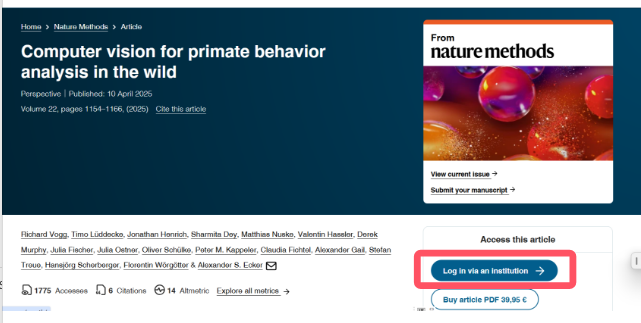 Home > Nature Methods > Article
Computer vision for primate behavior
analysis in the wild
Perspective | Published: 10 April 2025
Volume 22, pages 1154–1166, (2025) Cite this article
From
nature methods
View current issue →
Submit your manuscript →
Richard Vogg, Timo Lüddecke, Jonathan Henrich, Sharmita Dey, Matthias Nuske, Valentin Hassler, Derek
Murphy, Julia Fischer, Julia Ostner, Oliver Schülke, Peter M. Kappeler, Claudia Fichtel, Alexander Gail, Stefan
Treue, Hansjörg Scherberger, Florentin Wörgötter & Alexander S. Ecker
1775 Accesses 6 Citations 14 Altmetric Explore all metrics →
Access this article
Log in via an institution →
Buy article PDF 39,95 €